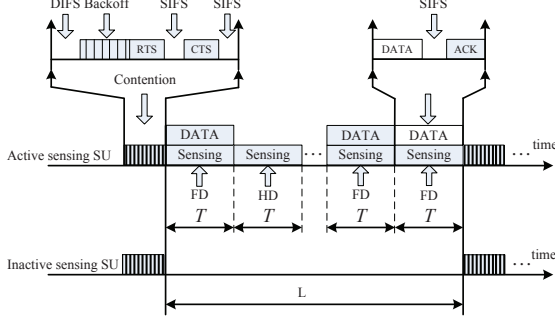 DIFS Backoff SIFS SIFS SIFS
RTS CTS DATA ACK
Contention
DATA DATA DATA
Active sensing SU Sensing Sensing ... Sensing Sensing ... time
FD HD FD FD
T T T T
Inactive sensing SU ... time
L